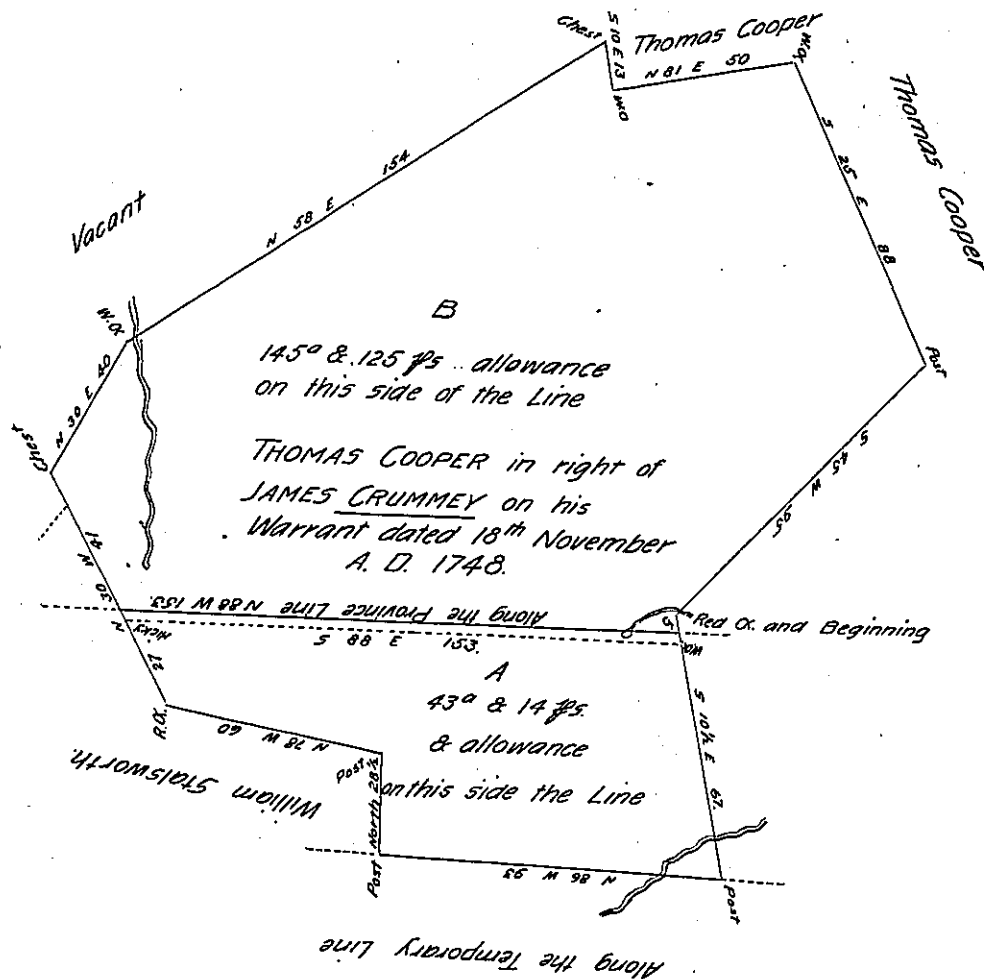 Chest
S 10 E 13
Thomas Cooper
N 81 E 50
W.O.
W.O.
Thomas Cooper
S 25 E 88
Vacant
N 58 E 154
W.O.
B
145a & 125 ps allowance
on this side of the Line
Post
N 30 E 40
Chest
THOMAS COOPER in right of
JAMES CRUMMEY on his
Warrant dated 18th November
A. D. 1748.
S 45 W 95
N 30 W 41
Along the Province Line N 88 W 153.
5
Red O. and Beginning
Hicky
27
S 88 E 153.
W.O.
A
43a & 14 ps.
& allowance
on this side the Line
S 10½ E 67.
R.O.
N 78 W 60
Post
William Stalsworth.
North 28½
Post
N 86 W 93
Post
Along the Temporary Line